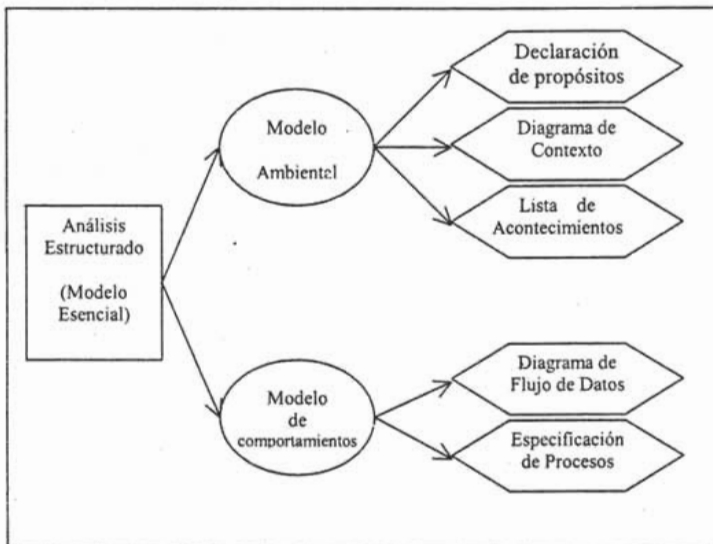 Declaración
de propósitos
Modelo
Ambiental
Diagrama de
Contexto
Lista de
Acontecimientos
Análisis
Estructurado
(Modelo
Esencial)
Diagrama de
Flujo de Datos
Modelo
de
comportamientos
Especificación
de Procesos